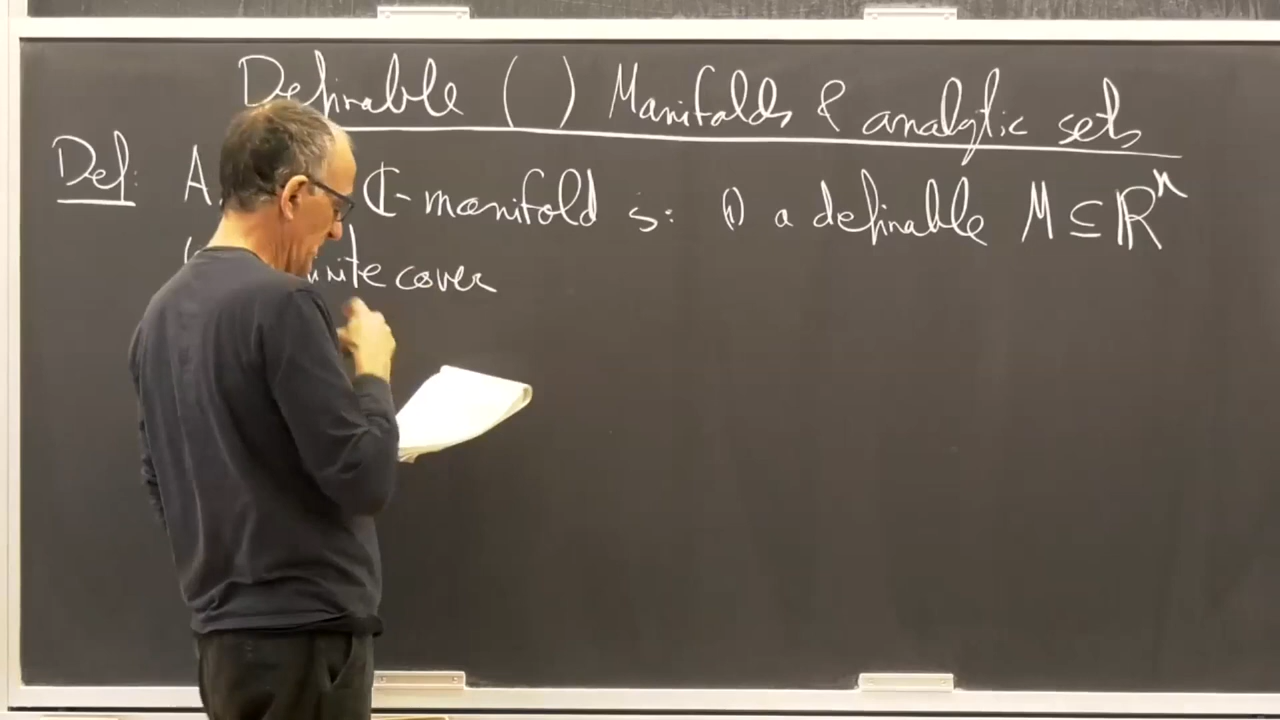 Definable ( ) Manifolds & analytic sets
Def: A ℂ-manifold is: (1) a definable M ⊆ ℝⁿ
finite cover